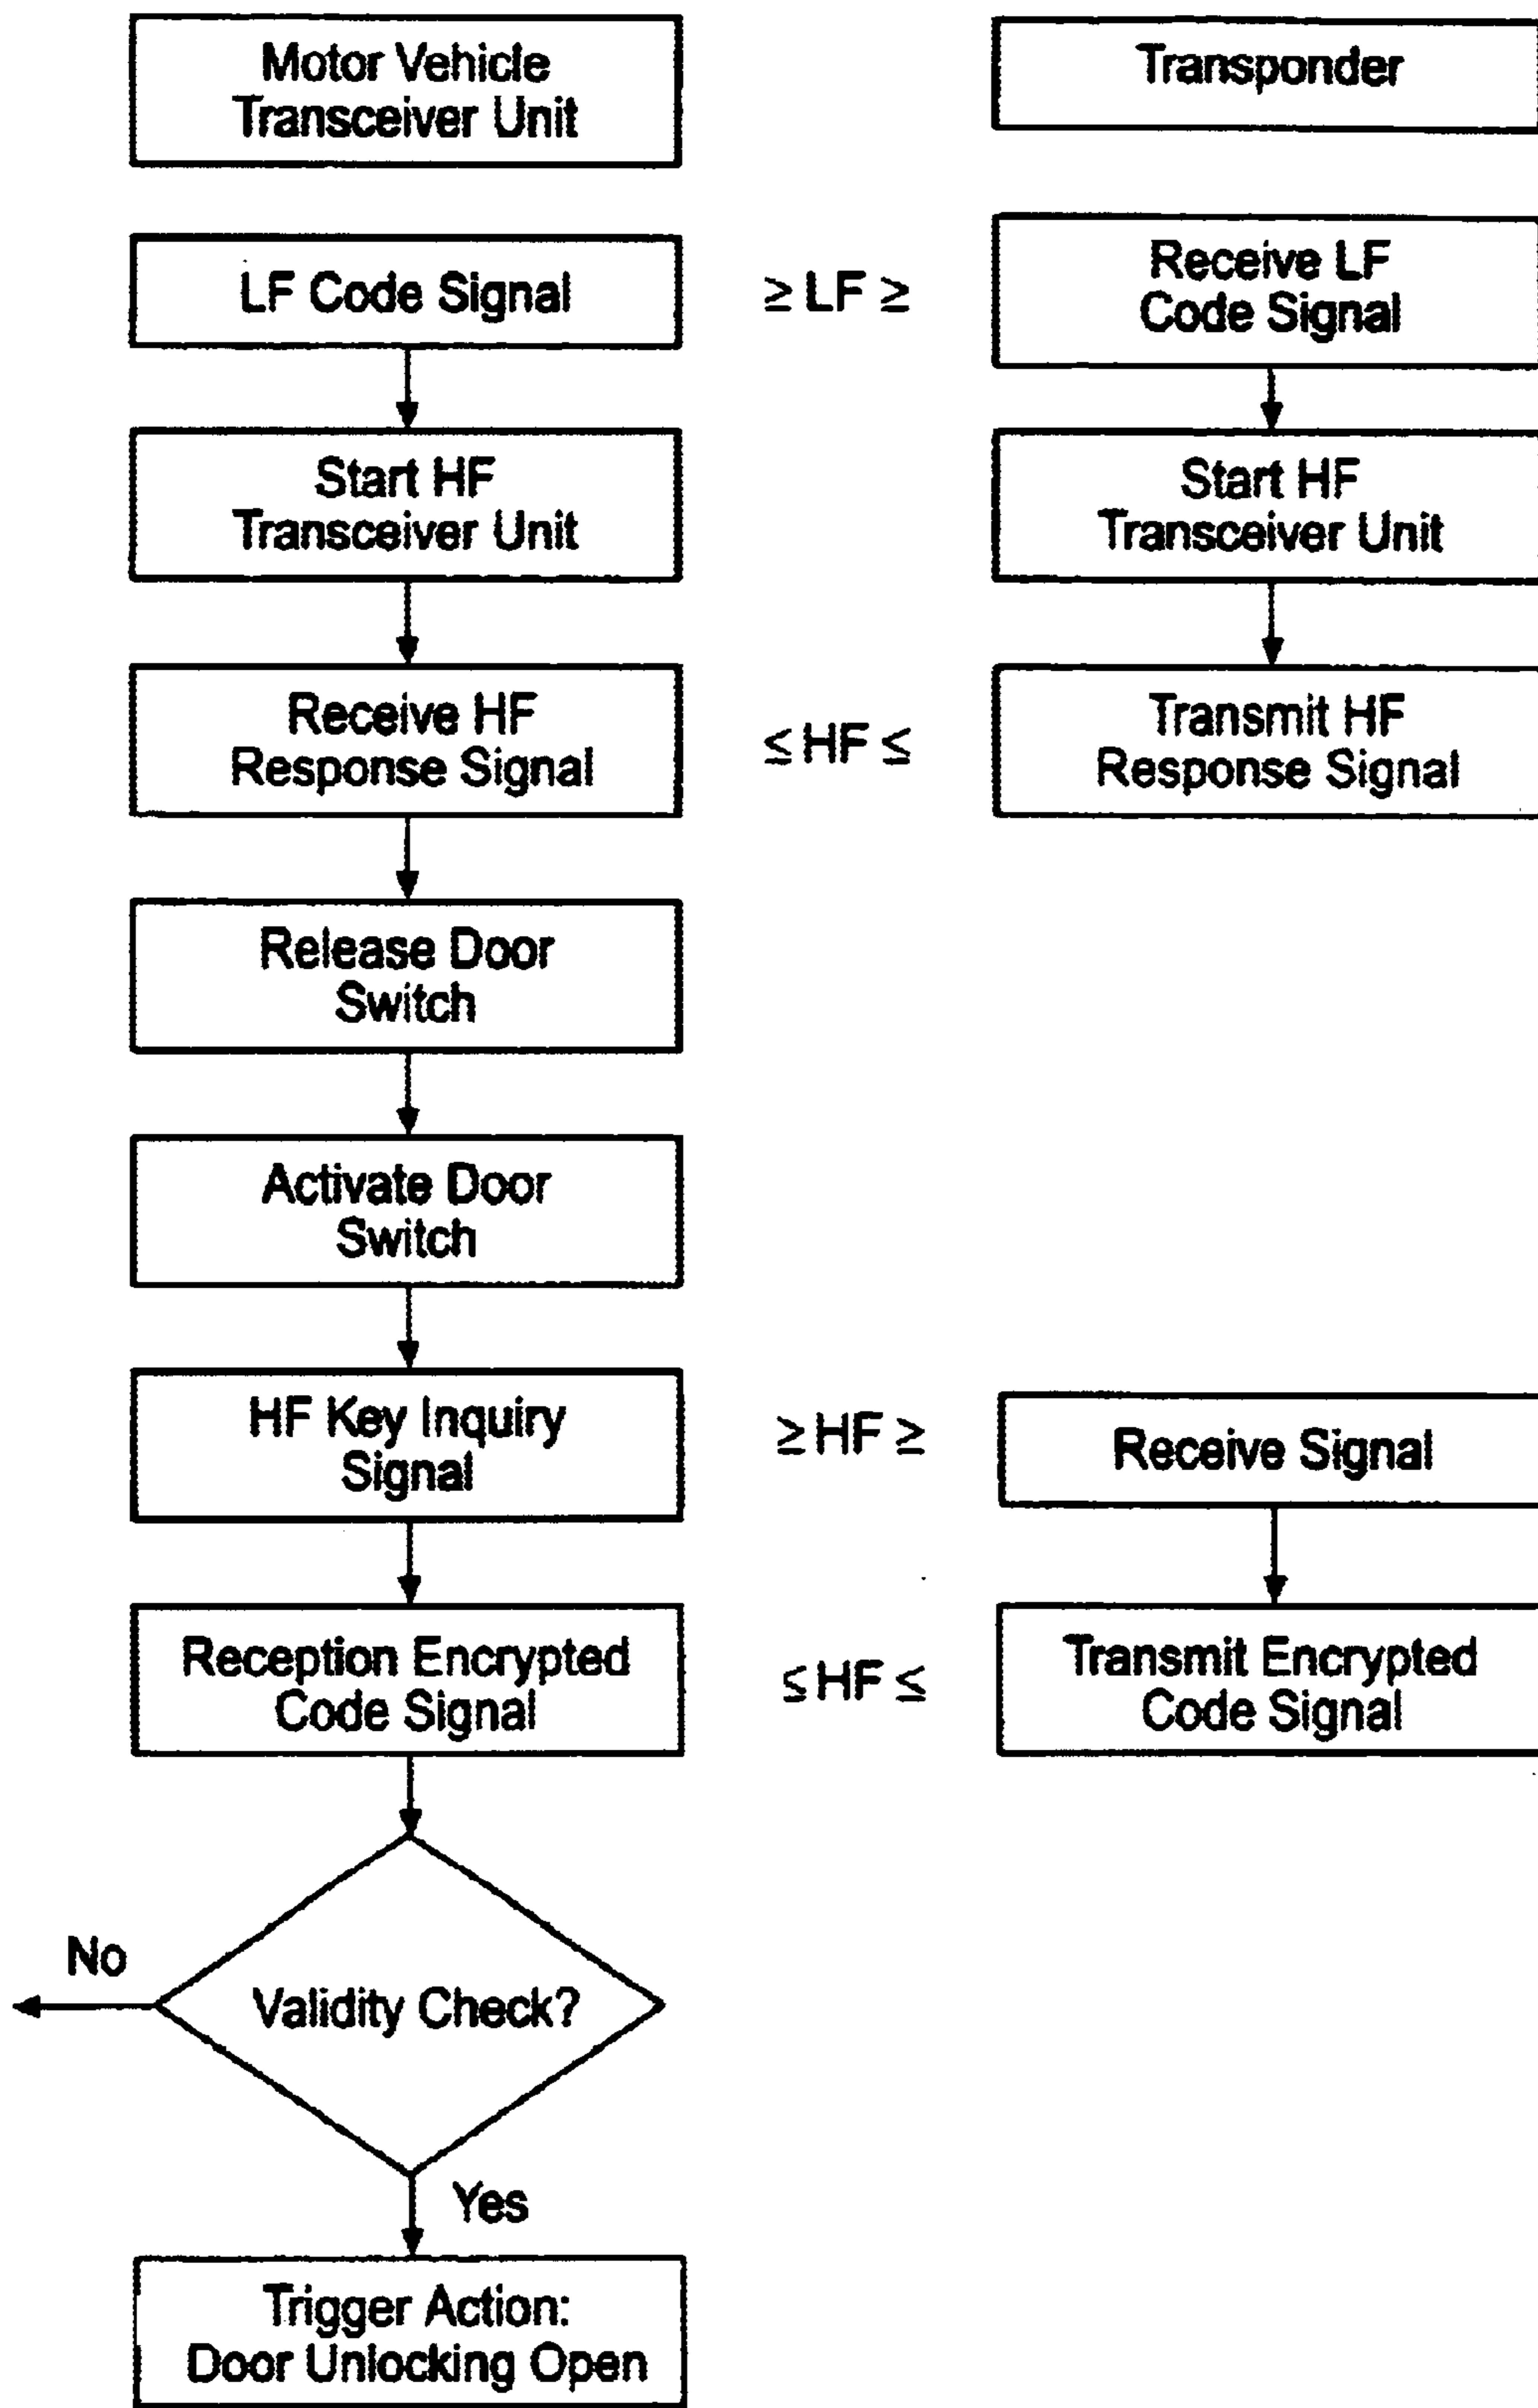 Motor Vehicle
Transceiver Unit
Transponder
LF Code Signal
≥ LF ≥
Receive LF
Code Signal
Start HF
Transceiver Unit
Start HF
Transceiver Unit
Receive HF
Response Signal
≤ HF ≤
Transmit HF
Response Signal
Release Door
Switch
Activate Door
Switch
HF Key Inquiry
Signal
≥ HF ≥
Receive Signal
Reception Encrypted
Code Signal
≤ HF ≤
Transmit Encrypted
Code Signal
No
Validity Check?
Yes
Trigger Action:
Door Unlocking Open